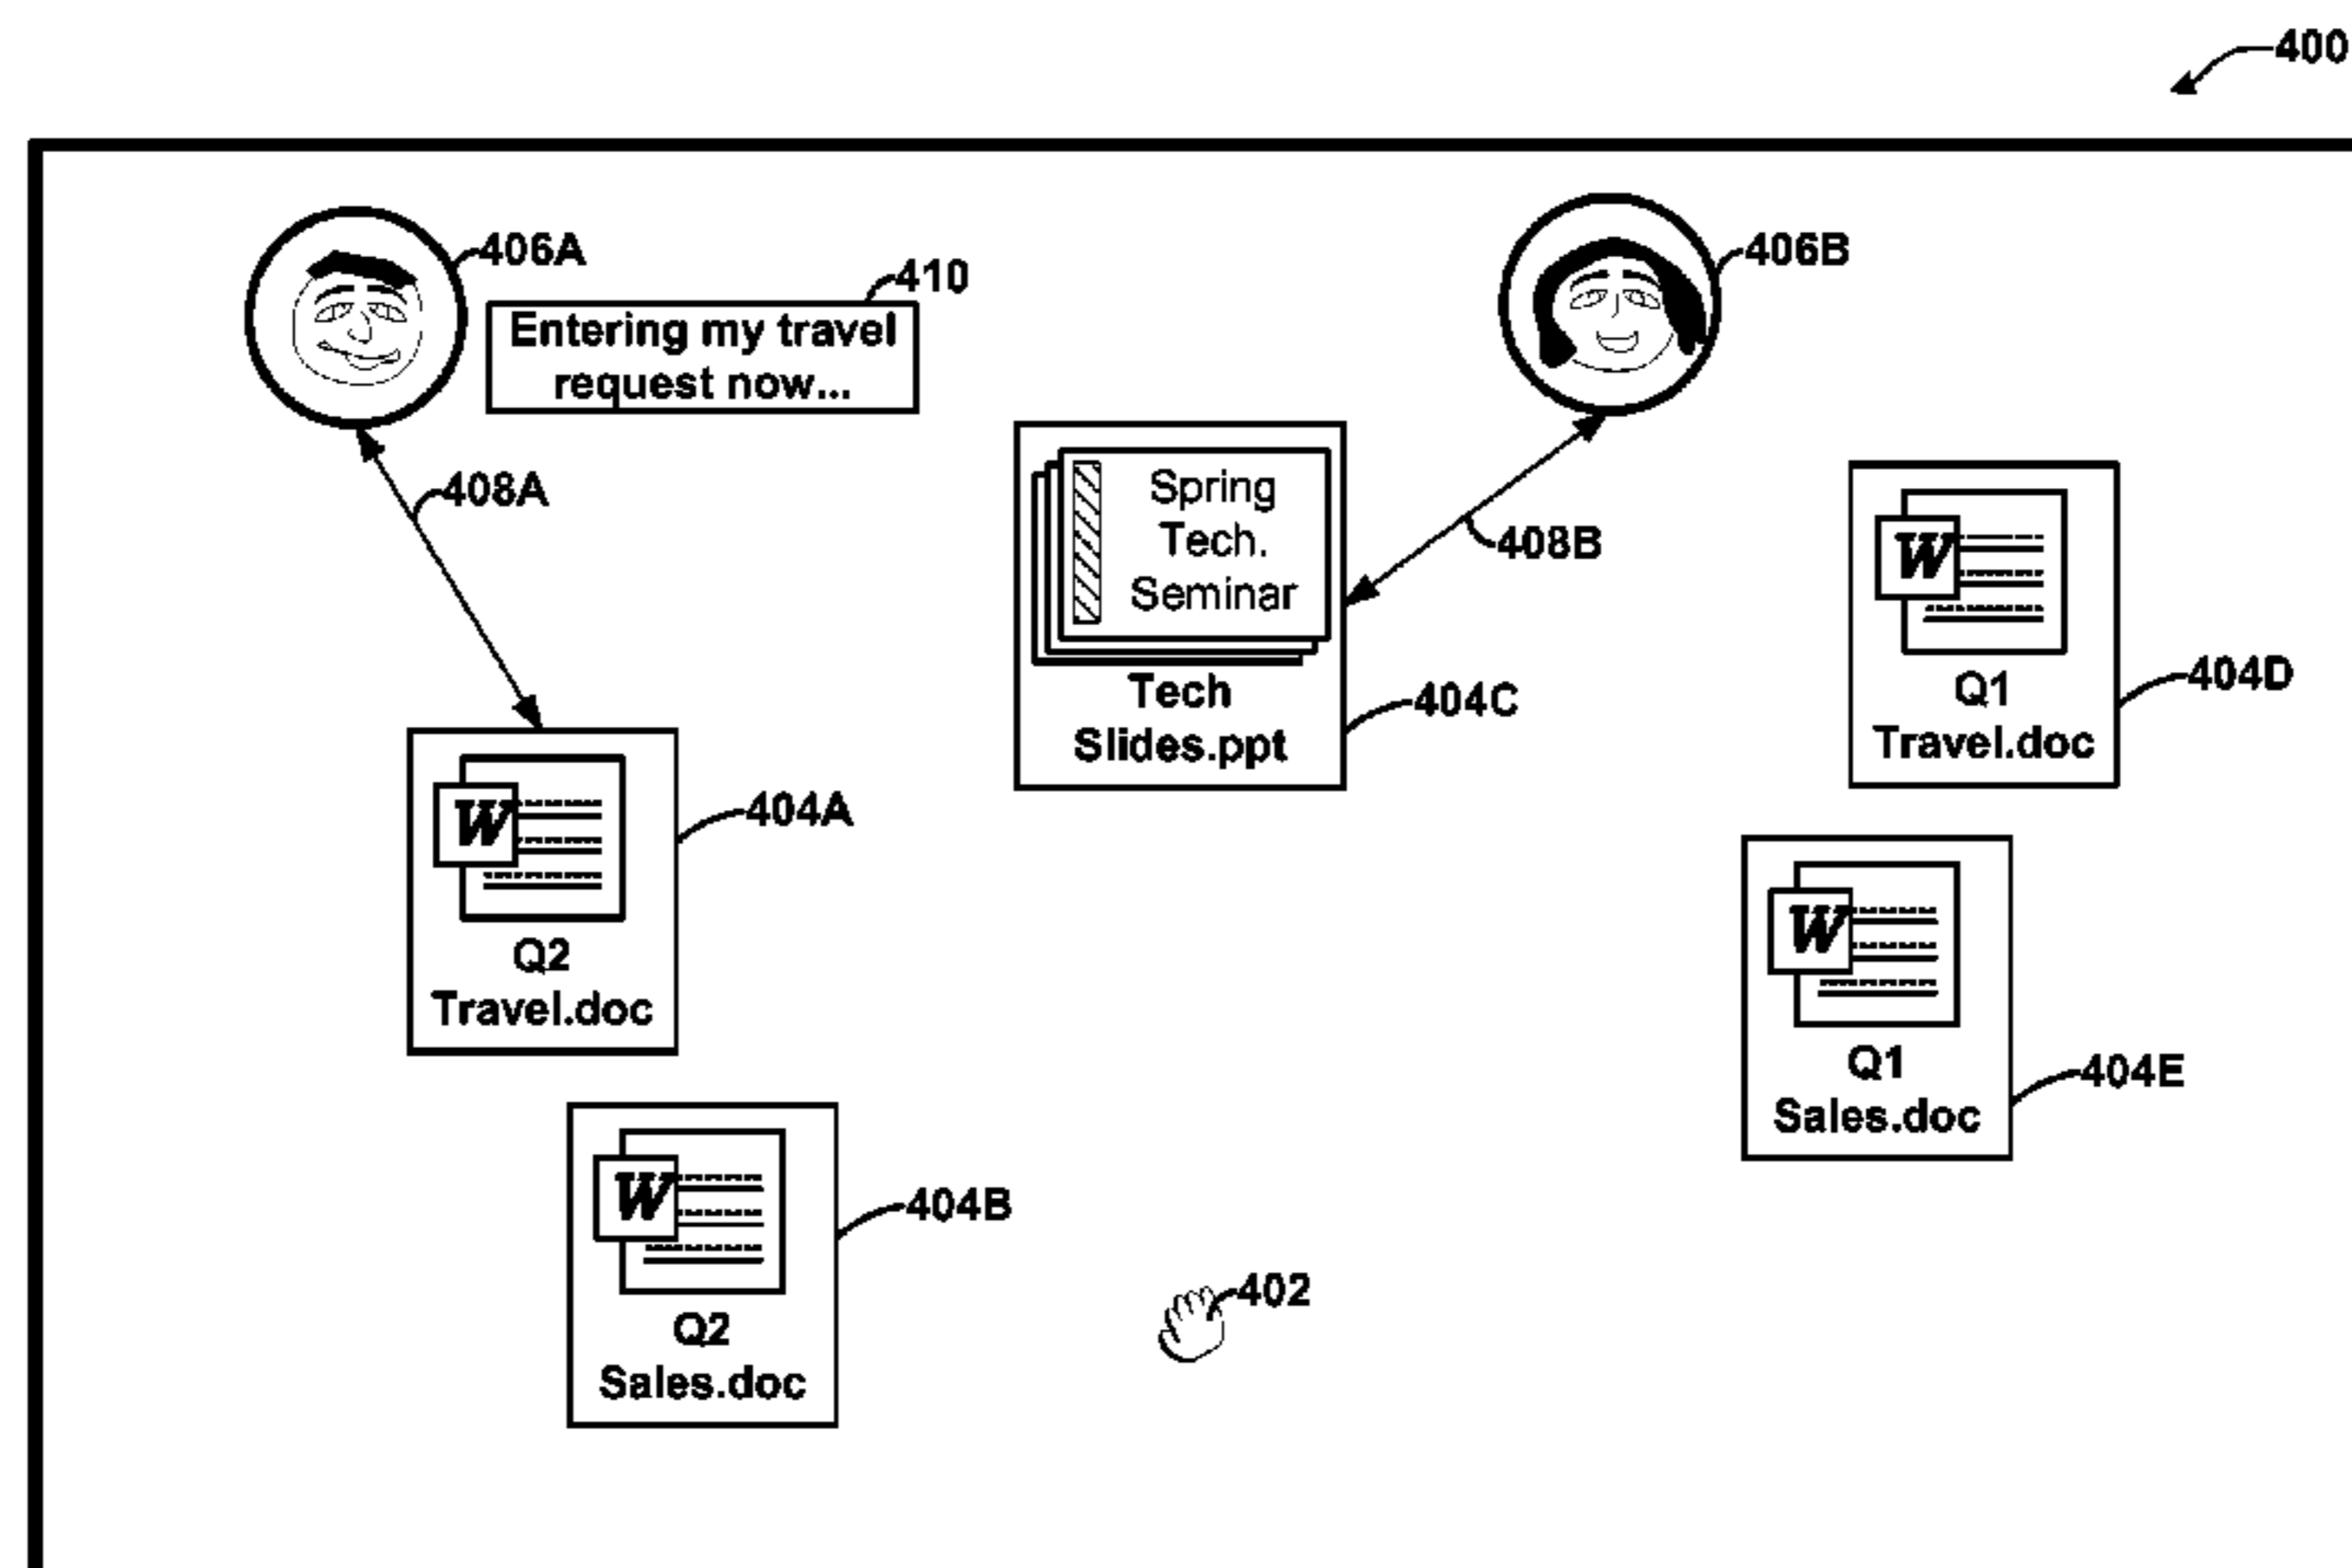 400
406A
410
Entering my travel
request now...
406B
408A
Spring
Tech.
Seminar
408B
Tech
Slides.ppt
404C
W
Q1
Travel.doc
404D
W
Q2
Travel.doc
404A
W
Q1
Sales.doc
404E
W
Q2
Sales.doc
404B
402